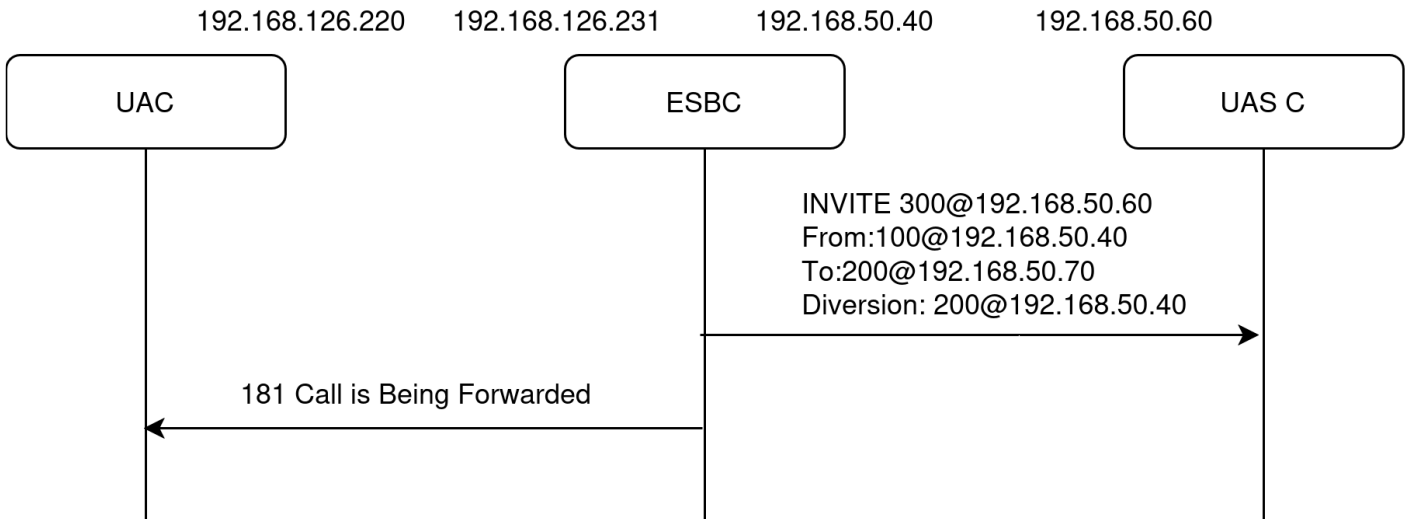 192.168.126.220 192.168.126.231 192.168.50.40 192.168.50.60
UAC ESBC UAS C
INVITE 300@192.168.50.60
From:100@192.168.50.40
To:200@192.168.50.70
Diversion: 200@192.168.50.40
181 Call is Being Forwarded